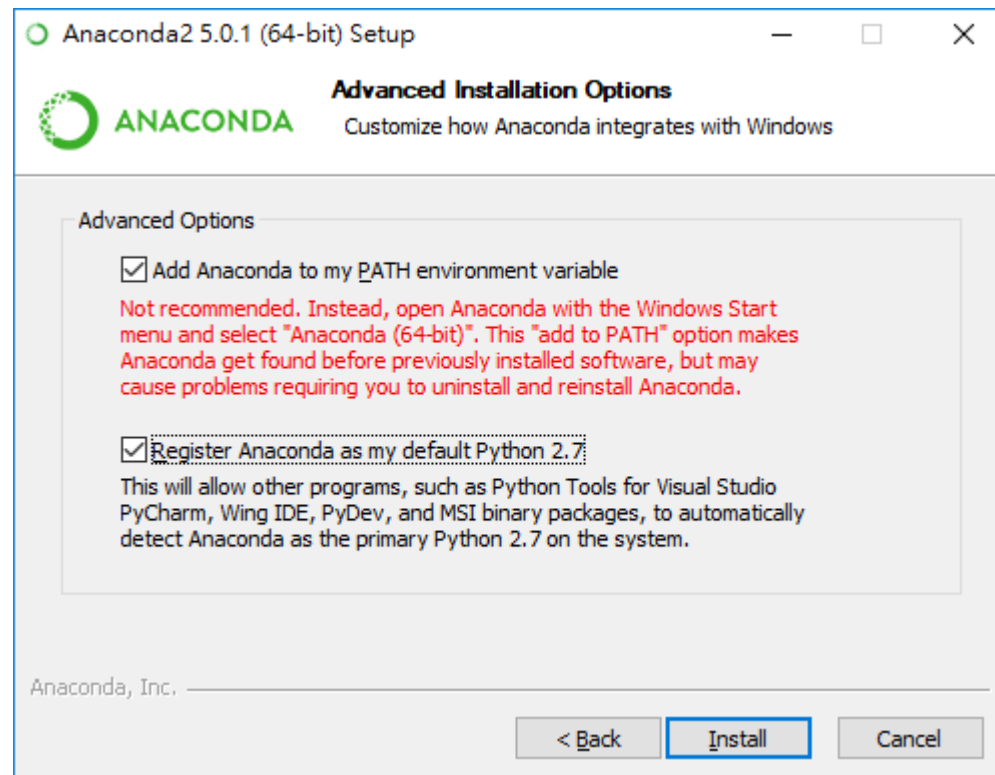 Anaconda2 5.0.1 (64-bit) Setup
ANACONDA
Advanced Installation Options
Customize how Anaconda integrates with Windows
Advanced Options
Add Anaconda to my PATH environment variable
Not recommended. Instead, open Anaconda with the Windows Start
menu and select "Anaconda (64-bit)". This "add to PATH" option makes
Anaconda get found before previously installed software, but may
cause problems requiring you to uninstall and reinstall Anaconda.
Register Anaconda as my default Python 2.7
This will allow other programs, such as Python Tools for Visual Studio
PyCharm, Wing IDE, PyDev, and MSI binary packages, to automatically
detect Anaconda as the primary Python 2.7 on the system.
Anaconda, Inc.
< Back Install Cancel